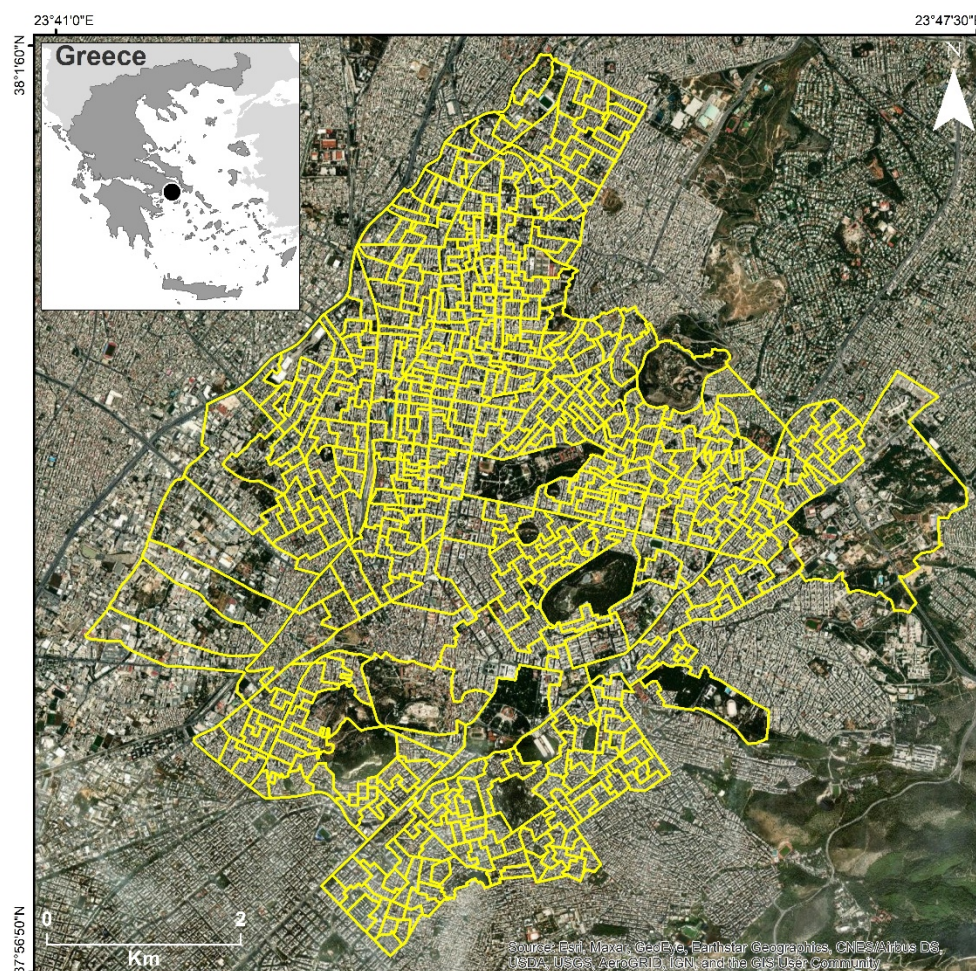 23°41'0"E
23°47'30"E
38°1'60"N
Greece
N
37°56'50"N
0
2
Km
Source: Esri, Maxar, GeoEye, Earthstar Geographics, CNES/Airbus DS,
USDA, USGS, AeroGRID, IGN, and the GIS User Community